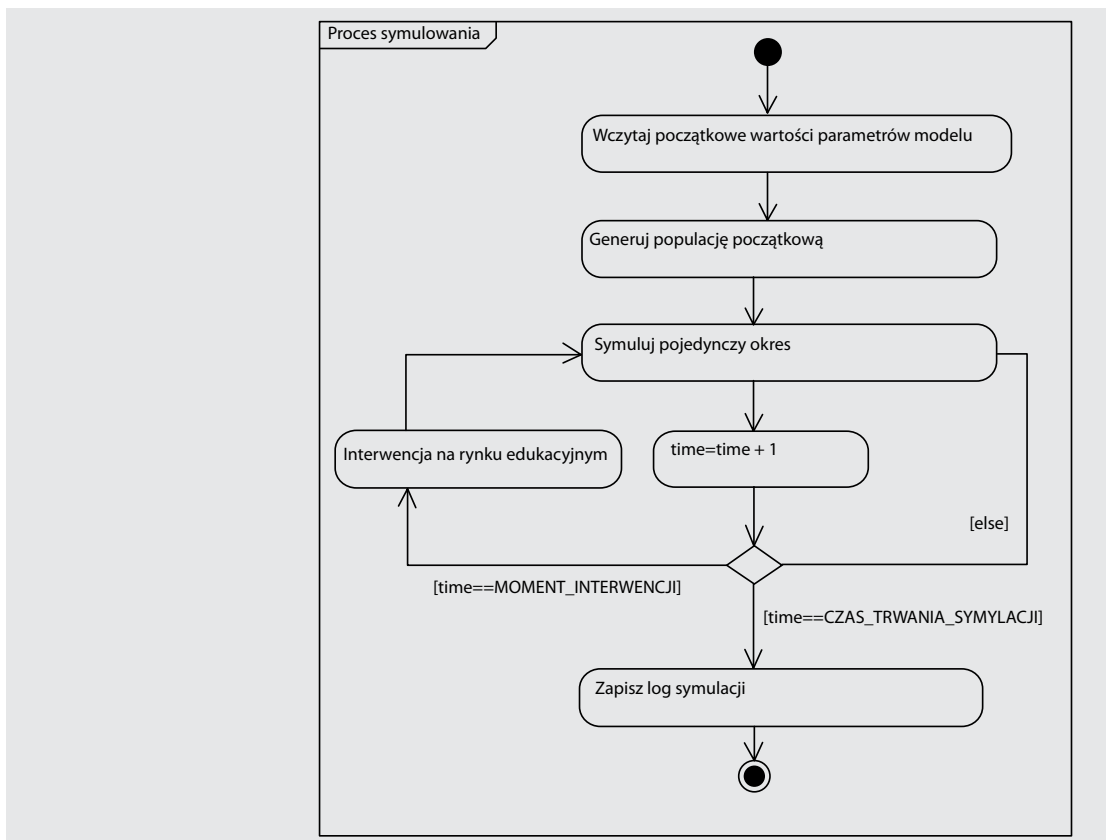 Proces symulowania
Wczytaj początkowe wartości parametrów modelu
Generuj populację początkową
Symuluj pojedynczy okres
Interwencja na rynku edukacyjnym
time=time + 1
[else]
[time==MOMENT_INTERWENCJI]
[time==CZAS_TRWANIA_SYMYLACJI]
Zapisz log symulacji